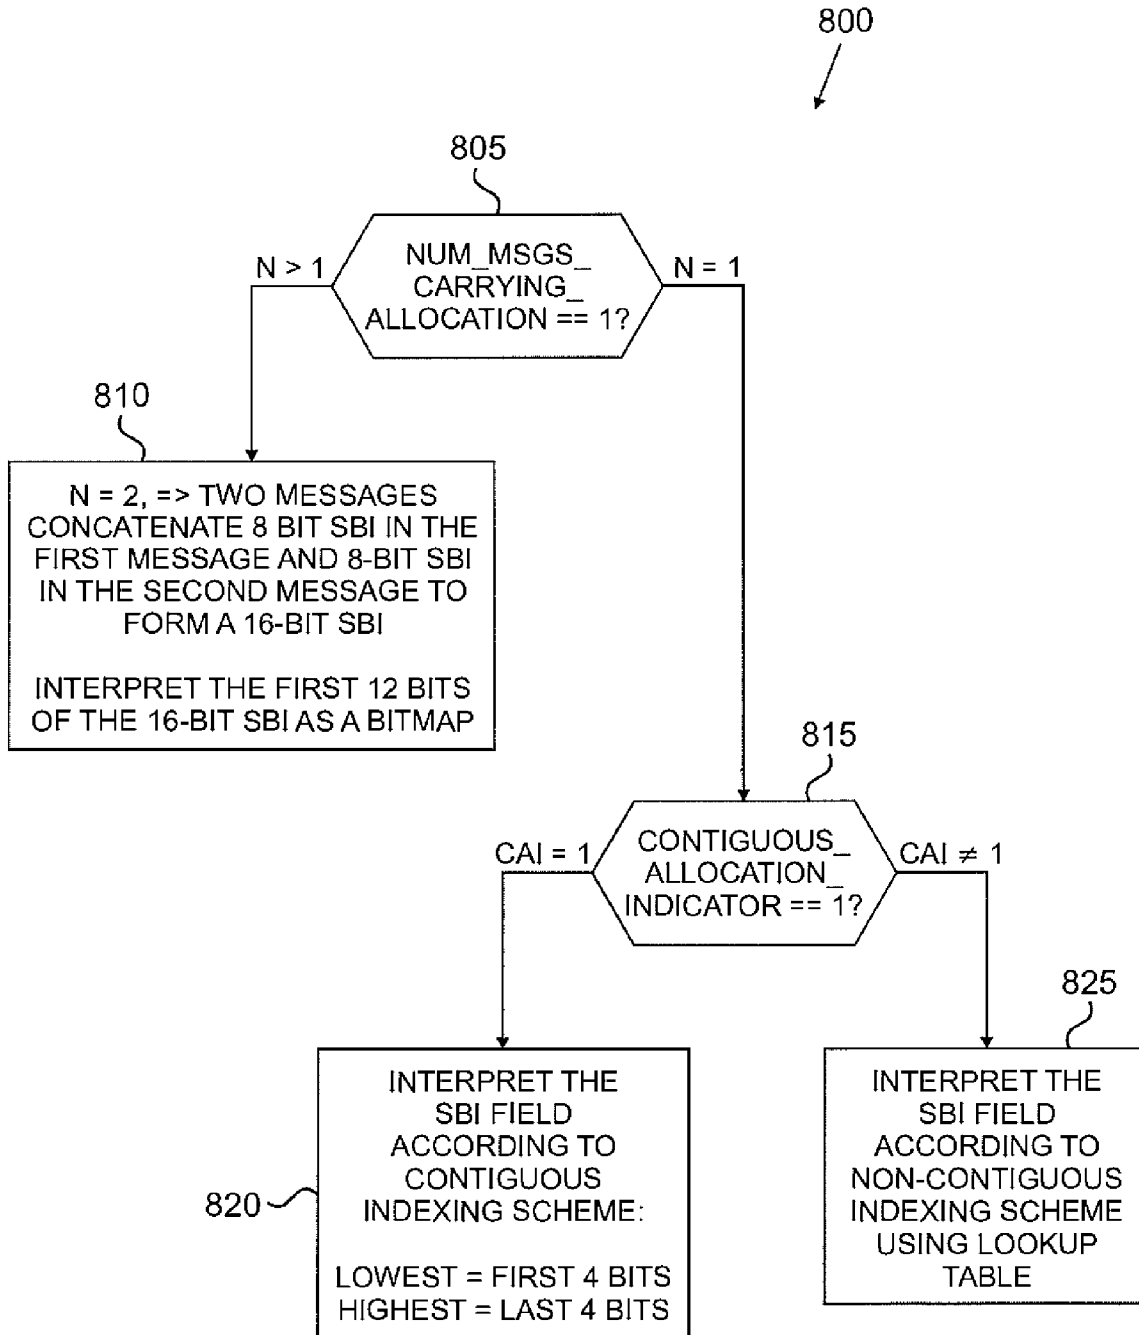 800
805
NUM_MSGS_
CARRYING_
ALLOCATION == 1?
N > 1
N = 1
810
N = 2, => TWO MESSAGES
CONCATENATE 8 BIT SBI IN THE
FIRST MESSAGE AND 8-BIT SBI
IN THE SECOND MESSAGE TO
FORM A 16-BIT SBI
INTERPRET THE FIRST 12 BITS
OF THE 16-BIT SBI AS A BITMAP
815
CONTIGUOUS_
ALLOCATION_
INDICATOR == 1?
CAI = 1
CAI ≠ 1
820
INTERPRET THE
SBI FIELD
ACCORDING TO
CONTIGUOUS
INDEXING SCHEME:
LOWEST = FIRST 4 BITS
HIGHEST = LAST 4 BITS
825
INTERPRET THE
SBI FIELD
ACCORDING TO
NON-CONTIGUOUS
INDEXING SCHEME
USING LOOKUP
TABLE